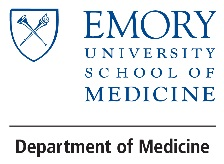 EMORY
UNIVERSITY
SCHOOL OF
MEDICINE
Department of Medicine